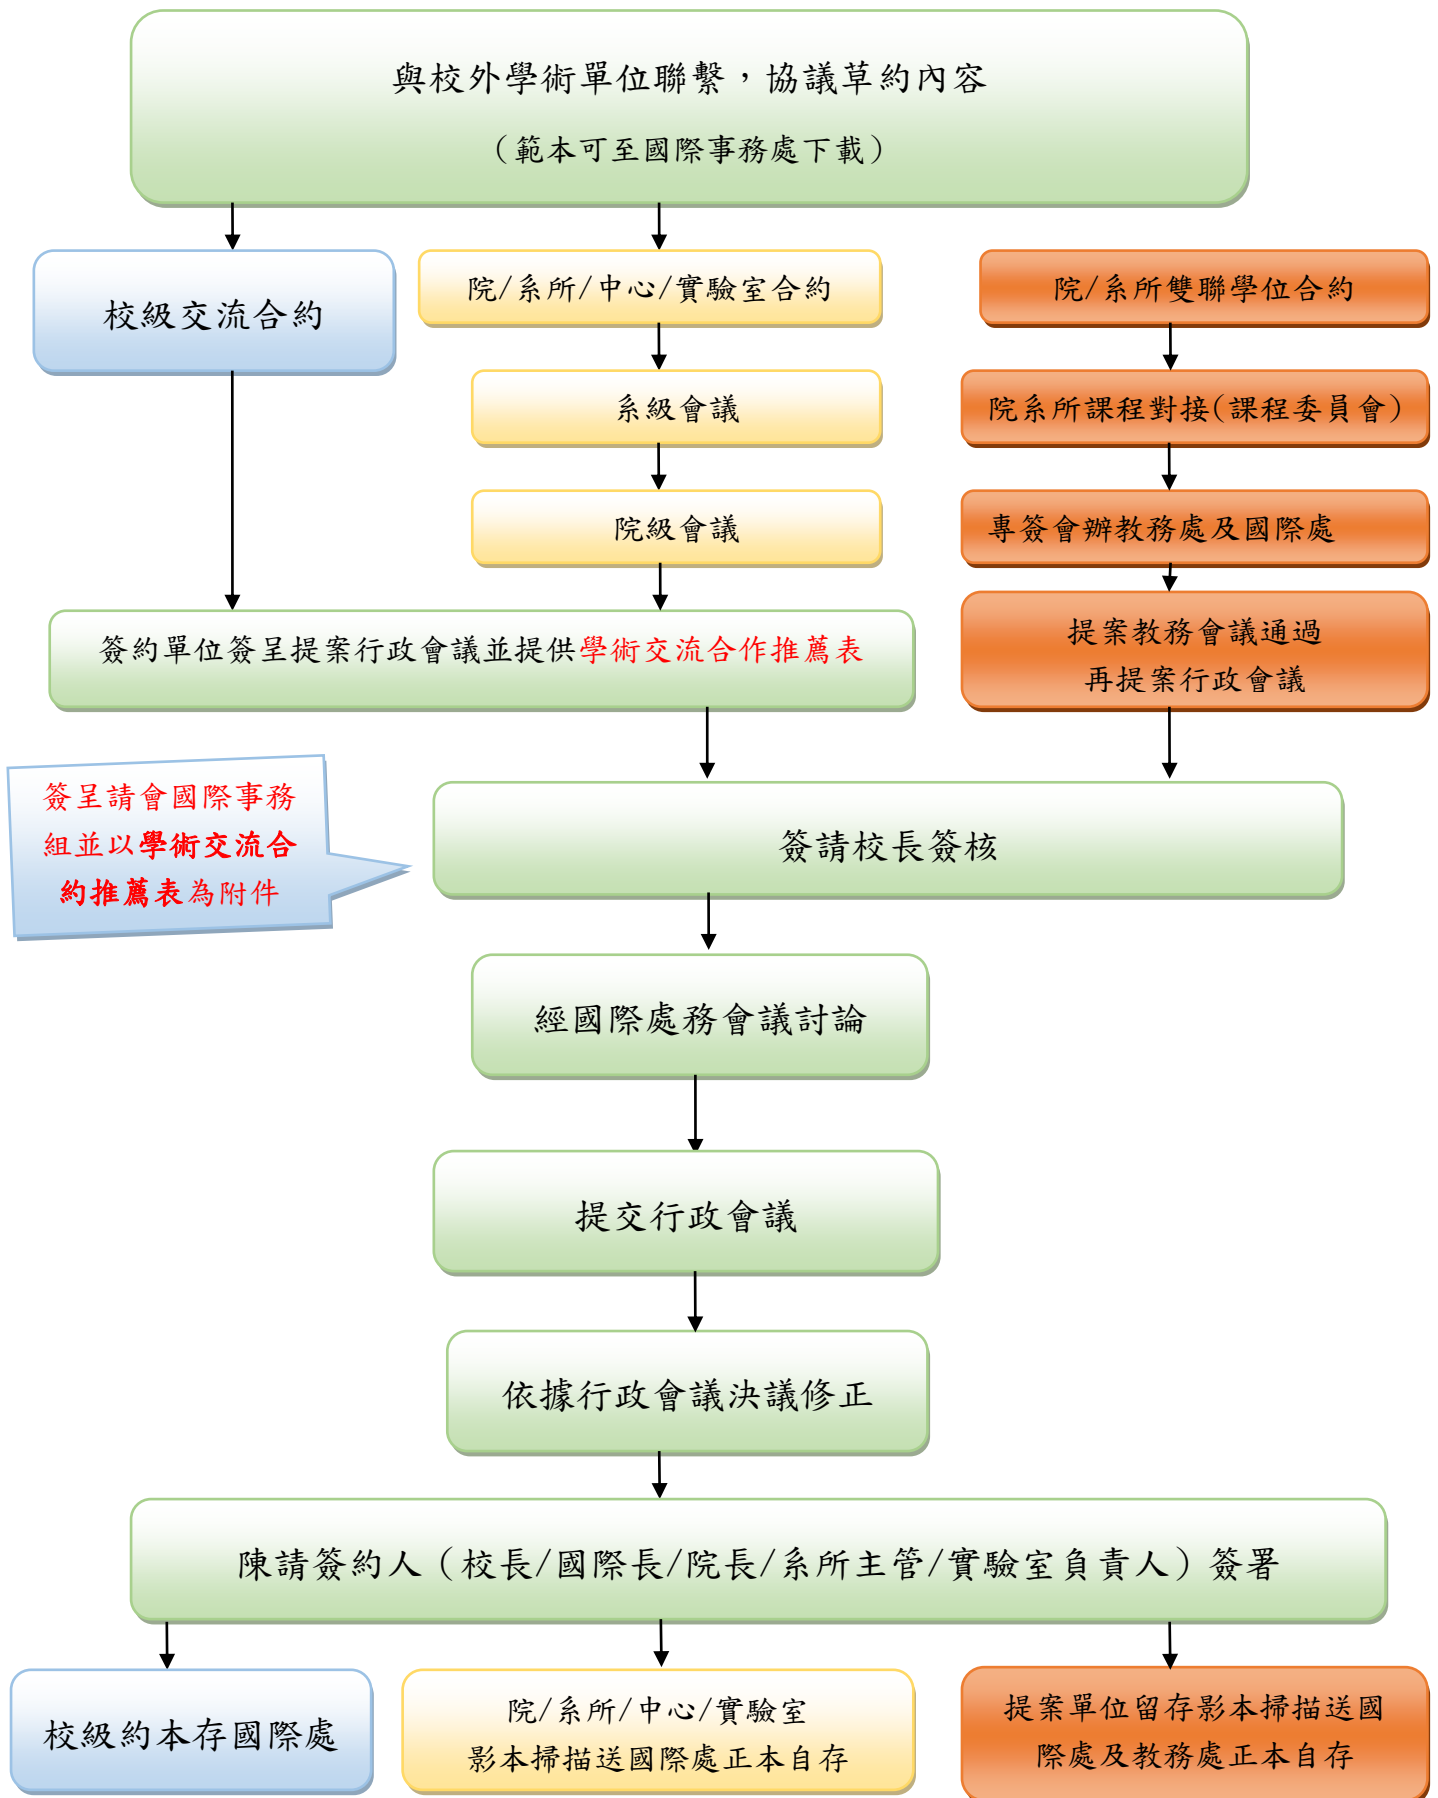 與校外學術單位聯繫，協議草約內容
（範本可至國際事務處下載）
校級交流合約
院/系所/中心/實驗室合約
院/系所雙聯學位合約
系級會議
院系所課程對接(課程委員會)
院級會議
專簽會辦教務處及國際處
簽約單位簽呈提案行政會議並提供學術交流合作推薦表
提案教務會議通過
再提案行政會議
簽呈請會國際事務
組並以學術交流合
約推薦表為附件
簽請校長簽核
經國際處務會議討論
提交行政會議
依據行政會議決議修正
陳請簽約人（校長/國際長/院長/系所主管/實驗室負責人）簽署
校級約本存國際處
院/系所/中心/實驗室
影本掃描送國際處正本自存
提案單位留存影本掃描送國
際處及教務處正本自存